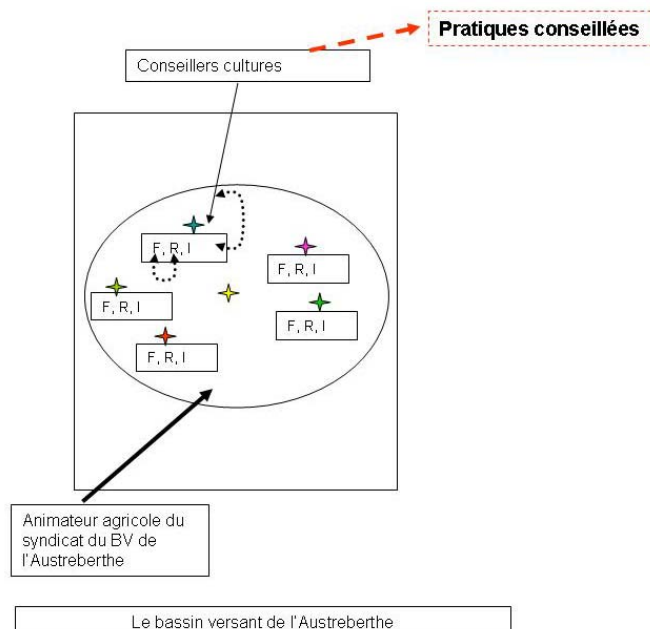 Pratiques conseillées
Conseillers cultures
F, R, I
F, R, I
F, R, I
F, R, I
F, R, I
Animateur agricole du
syndicat du BV de
l'Austreberthe
Le bassin versant de l'Austreberthe